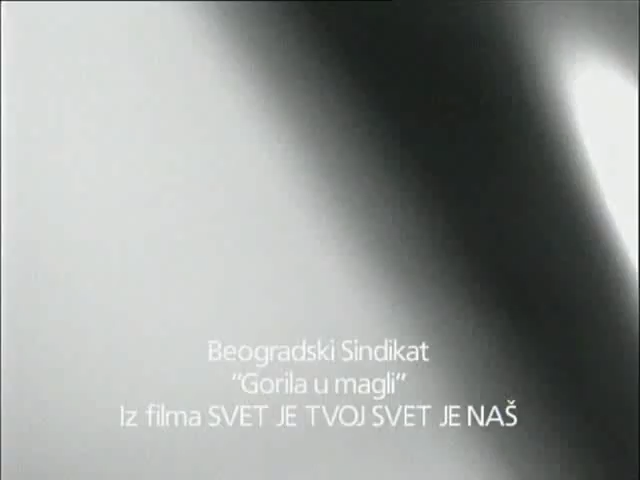 Beogradski Sindikat
"Gorila u magli"
Iz filma SVET JE TVOJ SVET JE NAŠ